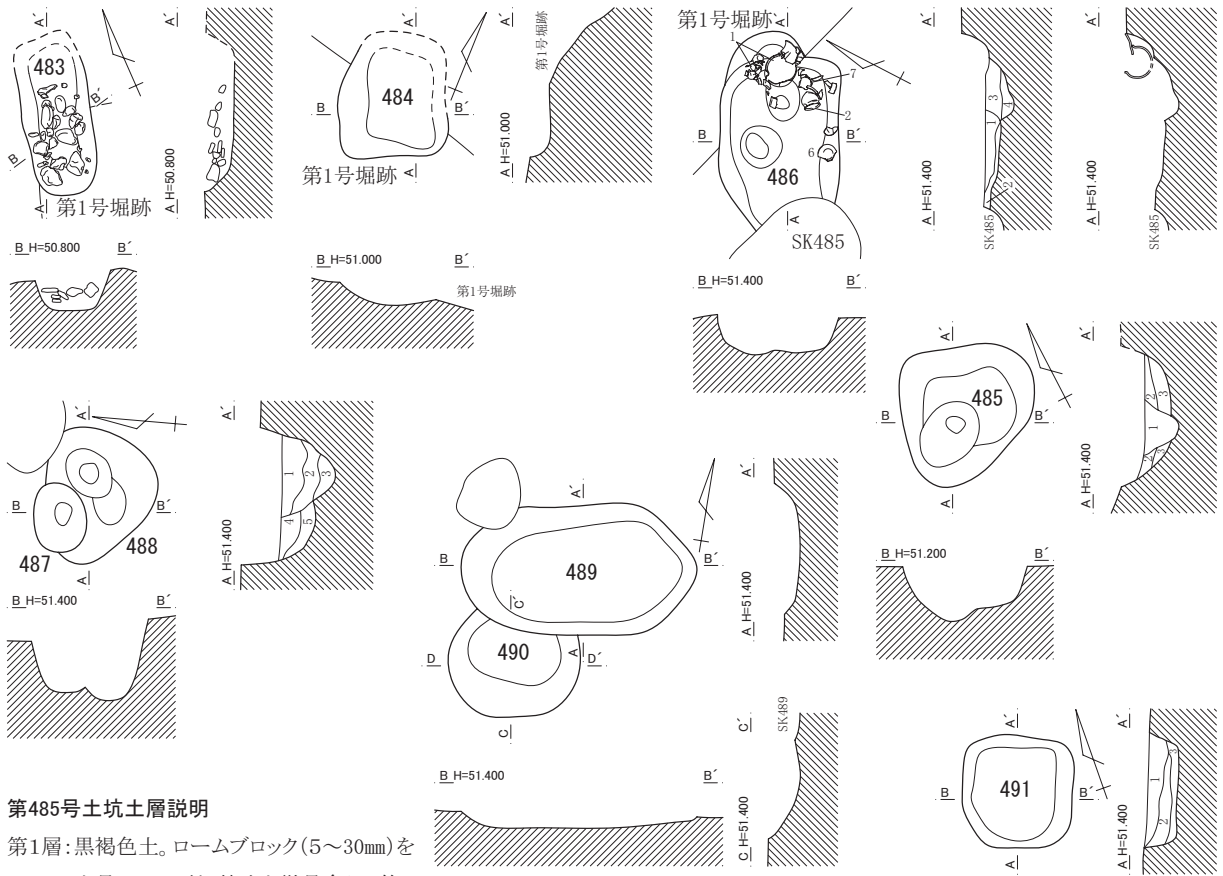 A´
A´
A´
A´
483
B´
B
A
A H=50.800
第1号堀跡
B H=50.800
B´
484
B
B´
第1号堀跡
A H=51.000
第1号堀跡
B H=51.000
B´
第1号堀跡
第1号堀跡
A´
A´
1
7
2
6
B
B´
486
A
SK485
3
4
1
2
A H=51.400
SK485
A H=51.400
SK485
B H=51.400
B´
A´
A´
485
B
B´
A
2
3
1
2
3
A H=51.400
B H=51.200
B´
A´
A´
B
B´
487
488
A
1
2
3
4
5
A H=51.400
B H=51.400
B´
A´
A´
489
B
B´
C´
490
A
D
D´
C
A H=51.400
SK489
C´
C H=51.400
B H=51.400
B´
A´
A´
491
B
B´
A
1
3
2
A H=51.400
第485号土坑土層説明
第1層：黒褐色土。ロームブロック(5～30㎜)を